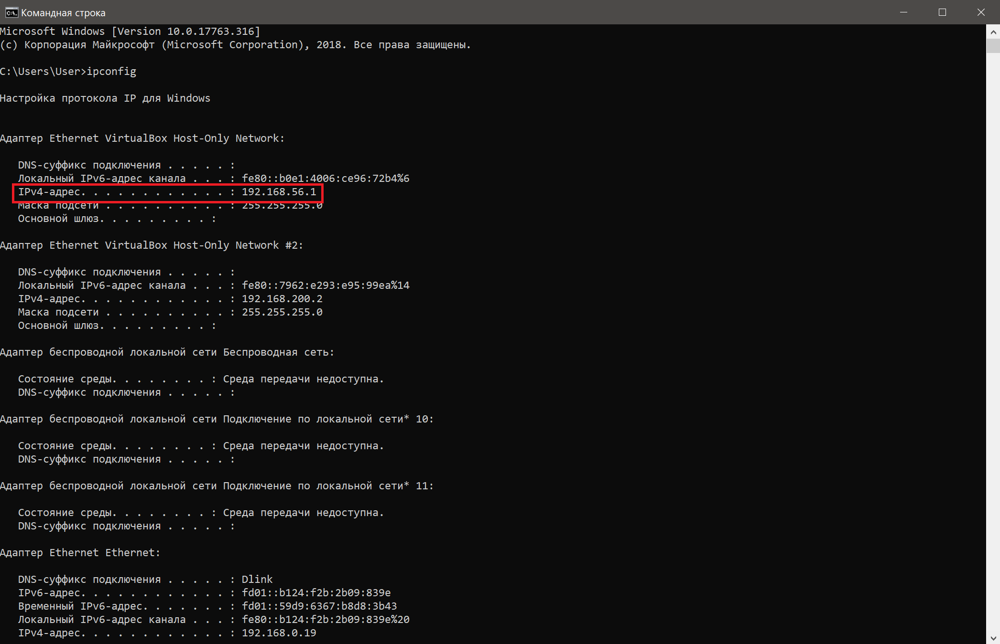 Командная строка
Microsoft Windows [Version 10.0.17763.316]
(c) Корпорация Майкрософт (Microsoft Corporation), 2018. Все права защищены.
C:\Users\User>ipconfig
Настройка протокола IP для Windows
Адаптер Ethernet VirtualBox Host-Only Network:
DNS-суффикс подключения . . . . . :
Локальный IPv6-адрес канала . . . : fe80::b0e1:4006:ce96:72b4%6
IPv4-адрес. . . . . . . . . . . . : 192.168.56.1
Маска подсети . . . . . . . . . . : 255.255.255.0
Основной шлюз. . . . . . . . . :
Адаптер Ethernet VirtualBox Host-Only Network #2:
DNS-суффикс подключения . . . . . :
Локальный IPv6-адрес канала . . . : fe80::7962:e293:e95:99ea%14
IPv4-адрес. . . . . . . . . . . . : 192.168.200.2
Маска подсети . . . . . . . . . . : 255.255.255.0
Основной шлюз. . . . . . . . . :
Адаптер беспроводной локальной сети Беспроводная сеть:
Состояние среды. . . . . . . . : Среда передачи недоступна.
DNS-суффикс подключения . . . . . :
Адаптер беспроводной локальной сети Подключение по локальной сети* 10:
Состояние среды. . . . . . . . : Среда передачи недоступна.
DNS-суффикс подключения . . . . . :
Адаптер беспроводной локальной сети Подключение по локальной сети* 11:
Состояние среды. . . . . . . . : Среда передачи недоступна.
DNS-суффикс подключения . . . . . :
Адаптер Ethernet Ethernet:
DNS-суффикс подключения . . . . . : Dlink
IPv6-адрес. . . . . . . . . . . . : fd01::b124:f2b:2b09:839e
Временный IPv6-адрес. . . . . . . : fd01::59d9:6367:b8d8:3b43
Локальный IPv6-адрес канала . . . : fe80::b124:f2b:2b09:839e%20
IPv4-адрес. . . . . . . . . . . . : 192.168.0.19